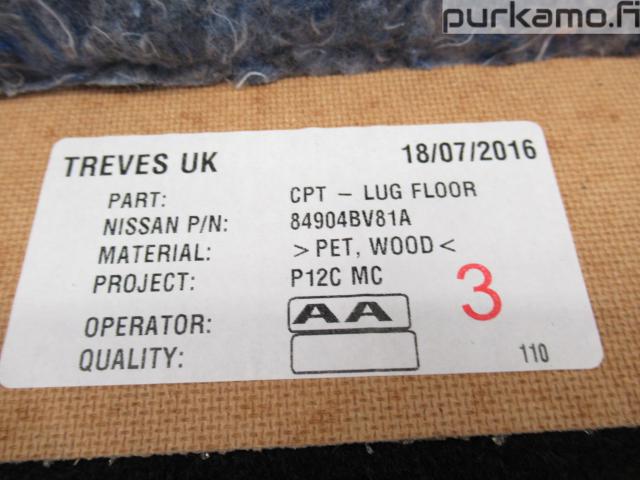 purkamo.fi
TREVES UK 18/07/2016
PART: CPT - LUG FLOOR
NISSAN P/N: 84904BV81A
MATERIAL: >PET, WOOD<
PROJECT: P12C MC
3
OPERATOR: AA
QUALITY:
110